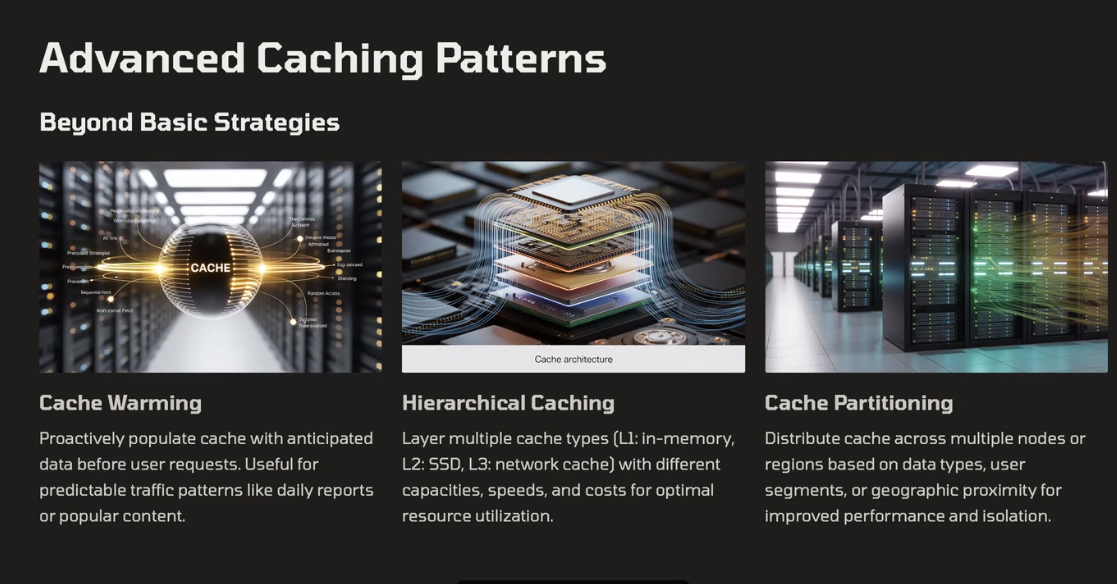 Advanced Caching Patterns
Beyond Basic Strategies
CACHE
Random Access
Cache architecture
Cache Warming
Proactively populate cache with anticipated
data before user requests. Useful for
predictable traffic patterns like daily reports
or popular content.
Hierarchical Caching
Layer multiple cache types (L1: in-memory,
L2: SSD, L3: network cache) with different
capacities, speeds, and costs for optimal
resource utilization.
Cache Partitioning
Distribute cache across multiple nodes or
regions based on data types, user
segments, or geographic proximity for
improved performance and isolation.